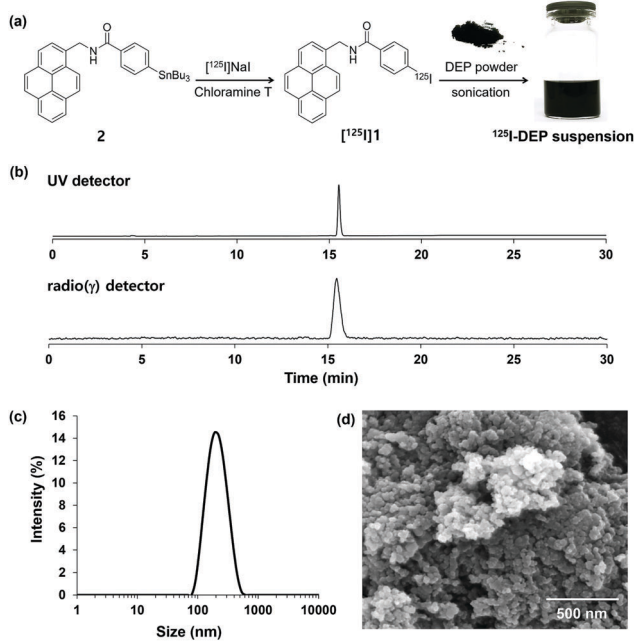 (a)
O
N
H
SnBu₃
2
[¹²⁵I]NaI
Chloramine T
O
N
H
¹²⁵I
[¹²⁵I]1
DEP powder
sonication
¹²⁵I-DEP suspension
(b)
UV detector
0 5 10 15 20 25 30
radio(γ) detector
0 5 10 15 20 25 30
Time (min)
(c)
Intensity (%)
16
14
12
10
8
6
4
2
0
1 10 100 1000 10000
Size (nm)
(d)
500 nm